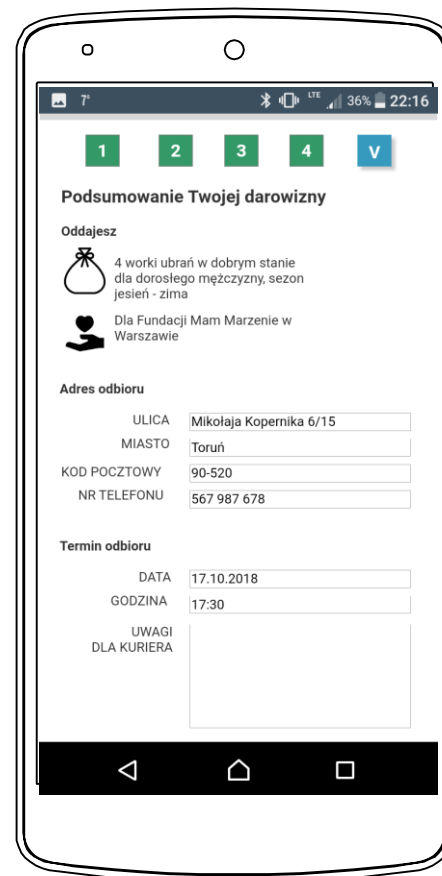 7°
LTE 36% 22:16
1 2 3 4 V
Podsumowanie Twojej darowizny
Oddajesz
4 worki ubrań w dobrym stanie
dla dorosłego mężczyzny, sezon
jesień - zima
Dla Fundacji Mam Marzenie w
Warszawie
Adres odbioru
ULICA Mikołaja Kopernika 6/15
MIASTO Toruń
KOD POCZTOWY 90-520
NR TELEFONU 567 987 678
Termin odbioru
DATA 17.10.2018
GODZINA 17:30
UWAGI
DLA KURIERA